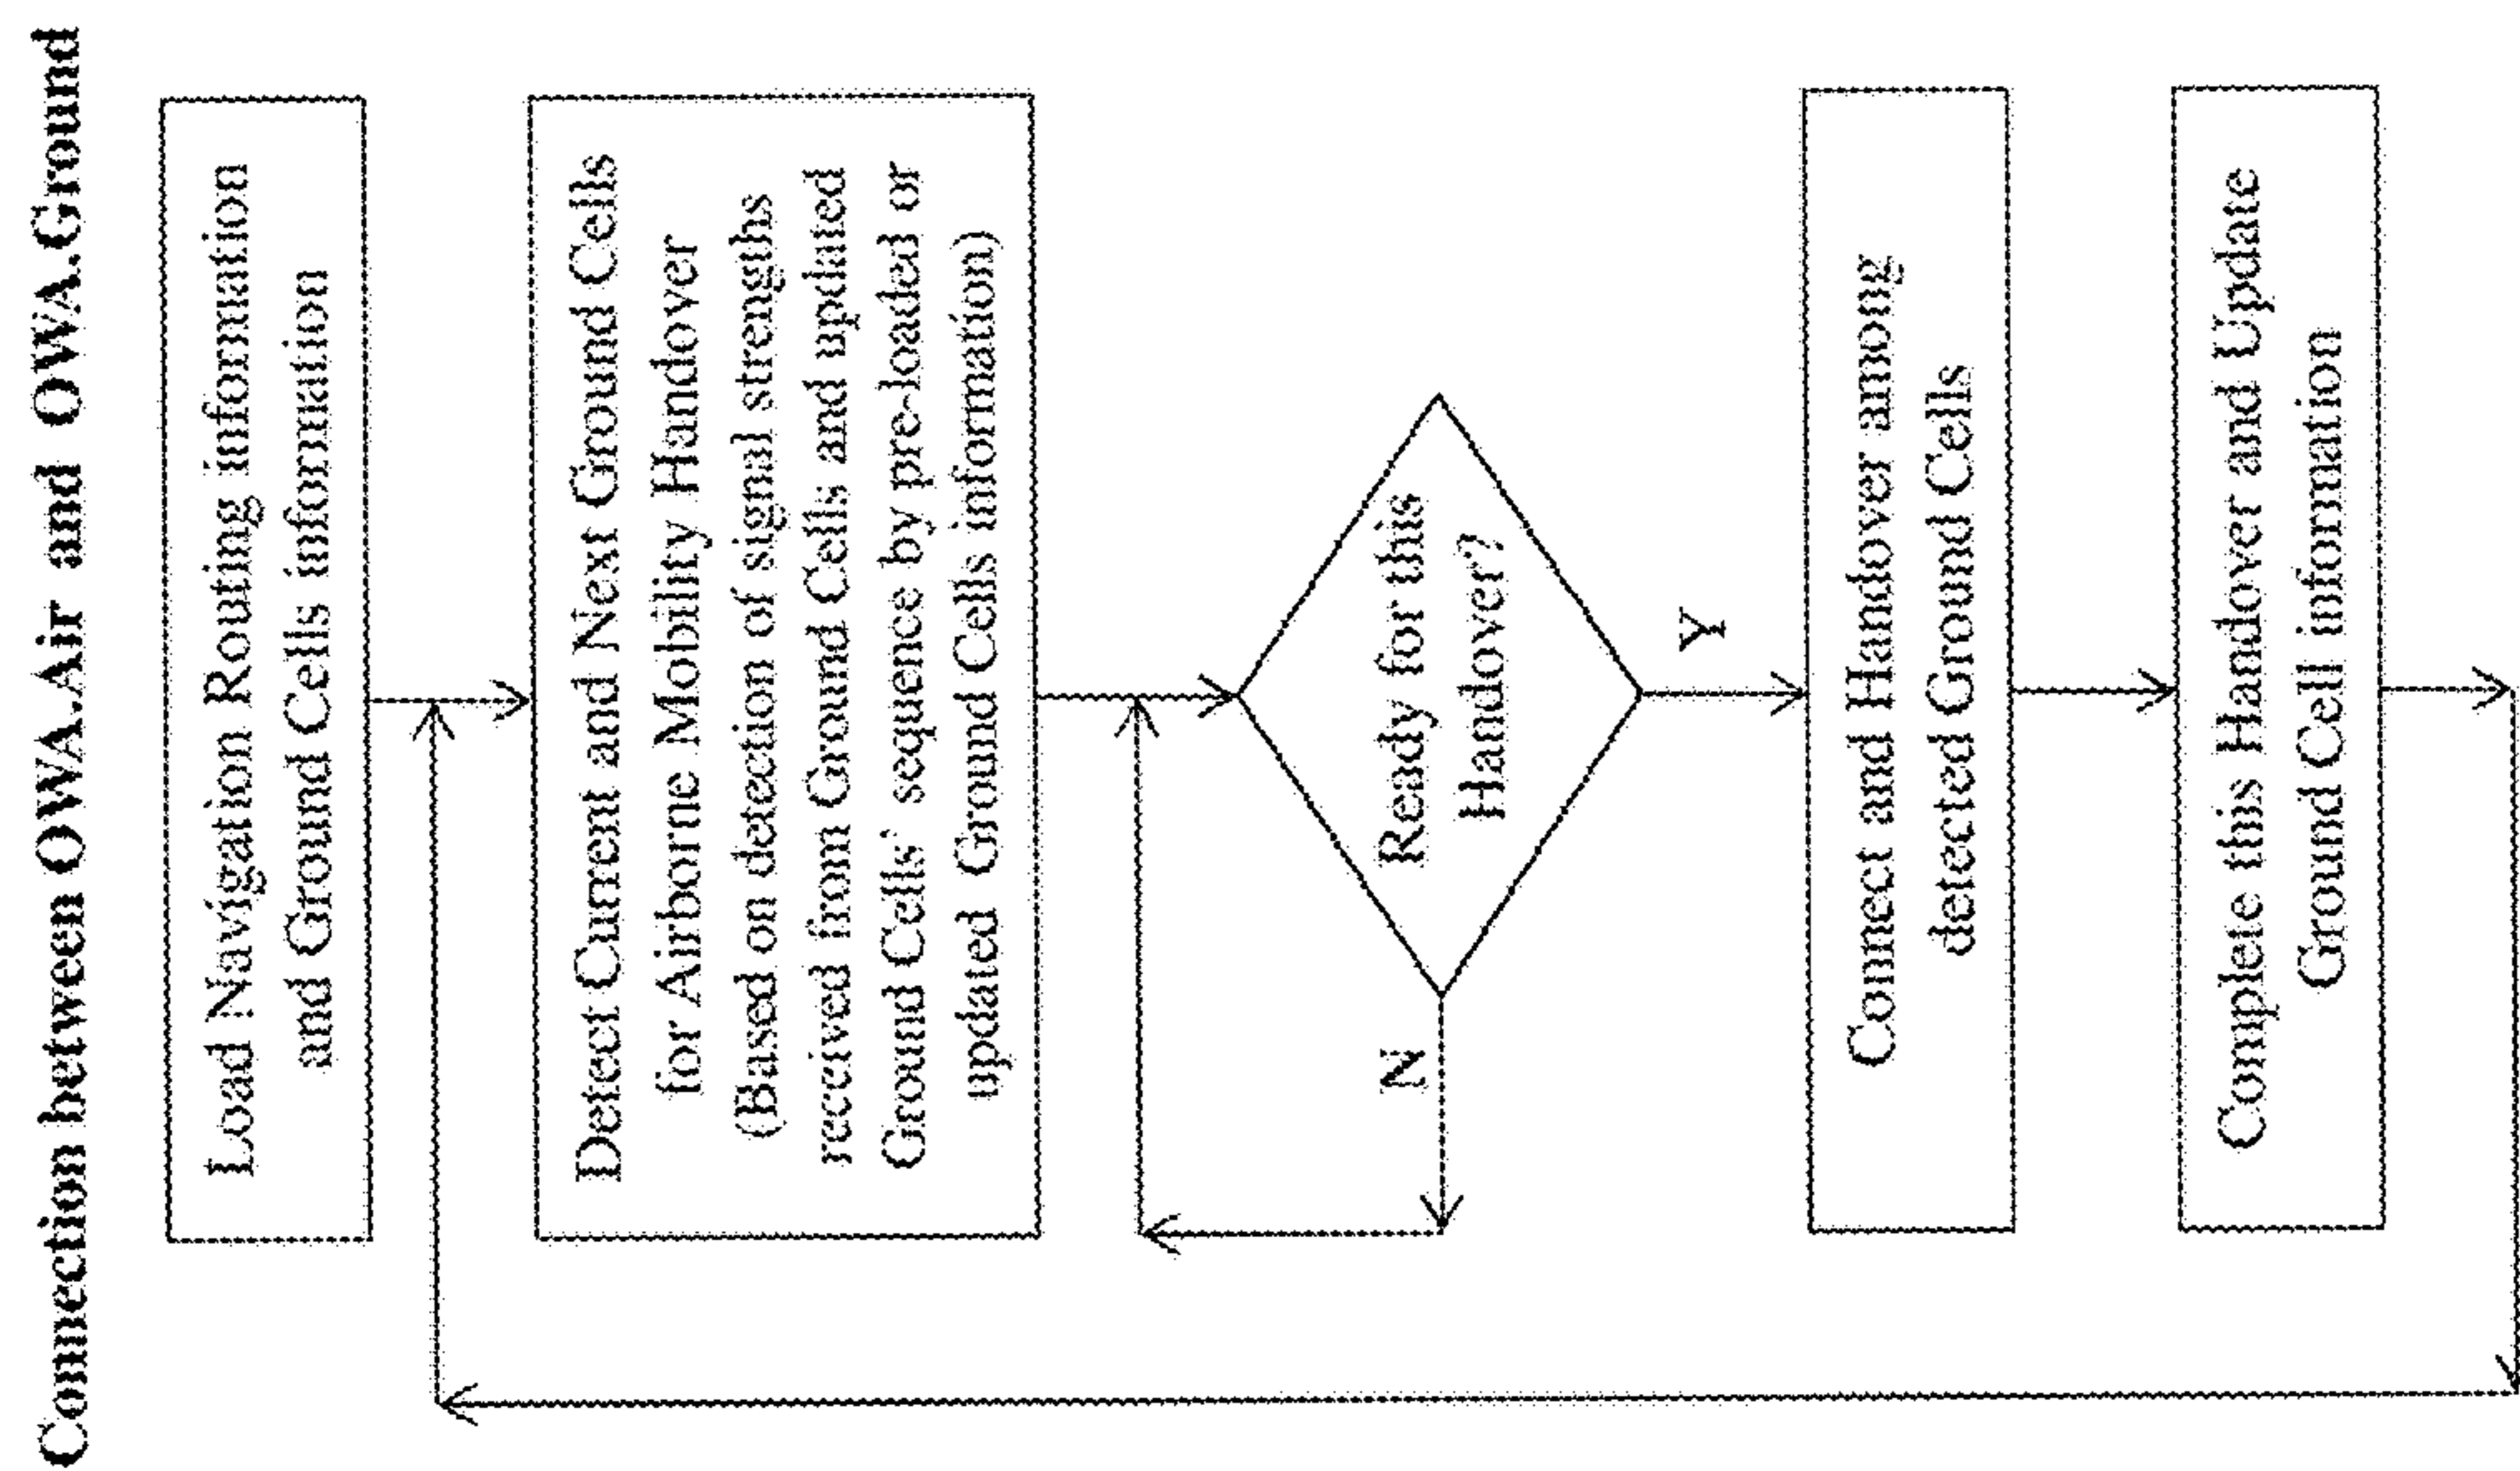 Connection between OWA.Air and OWA.Ground
Load Navigation Routing information
and Ground Cells information
Detect Current and Next Ground Cells
for Airborne Mobility Handover
(Based on detection of signal strengths
received from Ground Cells and updated
Ground Cells' sequence by pre-loaded or
updated Ground Cells information)
Ready for this
Handover?
N
Y
Connect and Handover among
detected Ground Cells
Complete this Handover and Update
Ground Cell information